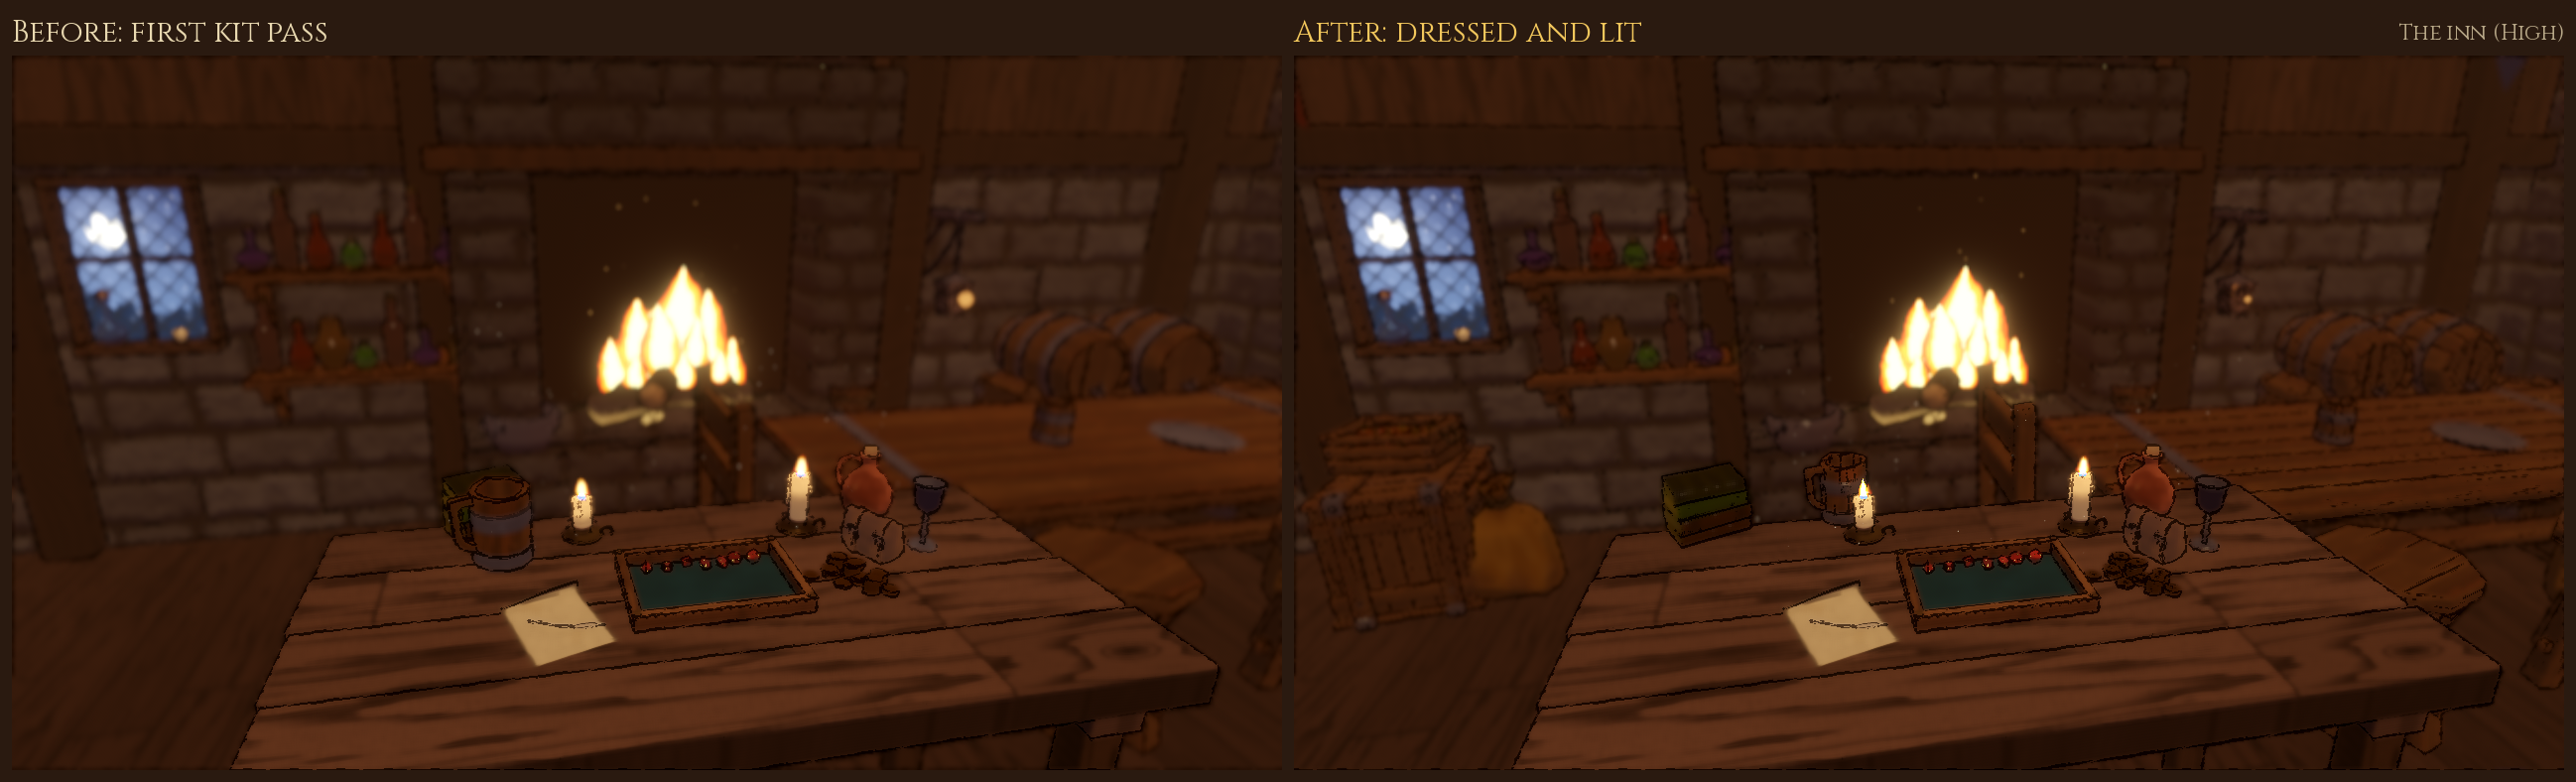 Before: first kit pass
After: dressed and lit
The inn (High)